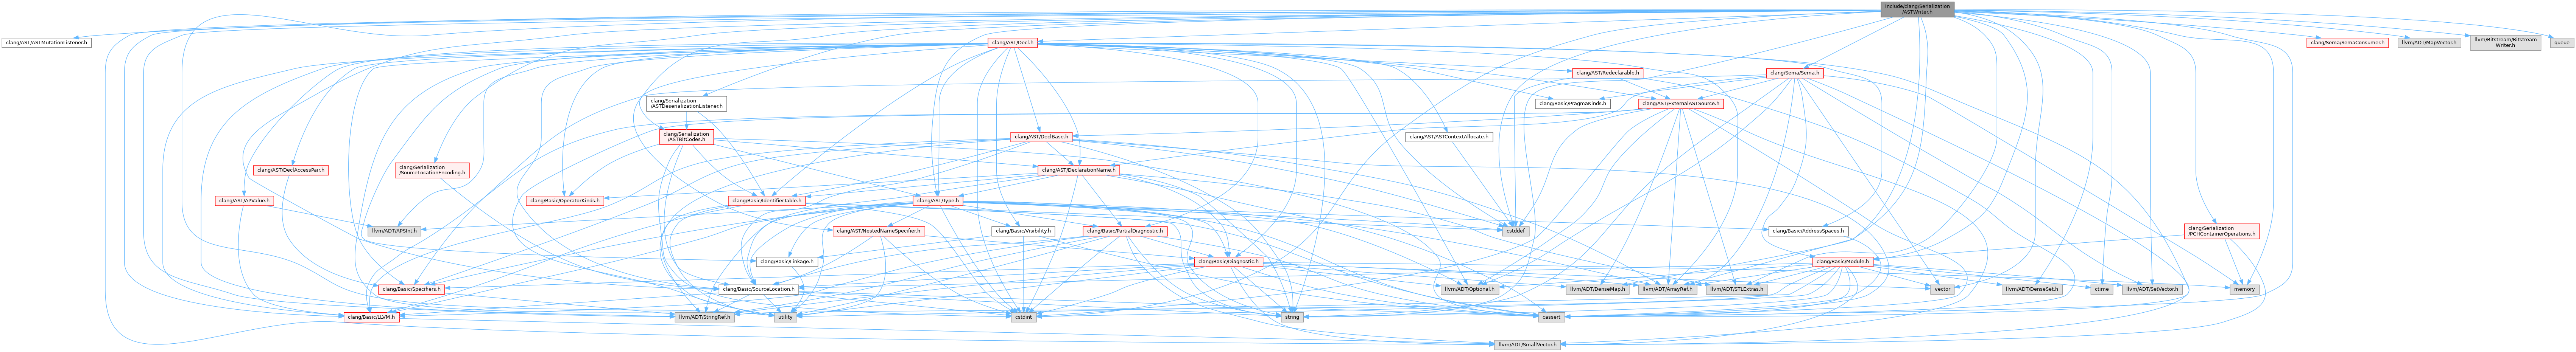 include/clang/Serialization
/ASTWriter.h
clang/AST/ASTMutationListener.h
clang/AST/Decl.h
clang/Sema/SemaConsumer.h
llvm/ADT/MapVector.h
llvm/Bitstream/Bitstream
Writer.h
queue
clang/AST/Redeclarable.h
clang/Sema/Sema.h
clang/Serialization
/ASTDeserializationListener.h
clang/Basic/PragmaKinds.h
clang/AST/ExternalASTSource.h
clang/Serialization
/ASTBitCodes.h
clang/AST/DeclBase.h
clang/AST/ASTContextAllocate.h
clang/AST/DeclAccessPair.h
clang/Serialization
/SourceLocationEncoding.h
clang/AST/DeclarationName.h
clang/AST/APValue.h
clang/Basic/OperatorKinds.h
clang/Basic/IdentifierTable.h
clang/AST/Type.h
llvm/ADT/APSInt.h
clang/AST/NestedNameSpecifier.h
clang/Basic/Visibility.h
clang/Basic/PartialDiagnostic.h
cstddef
clang/Basic/AddressSpaces.h
clang/Serialization
/PCHContainerOperations.h
clang/Basic/Linkage.h
clang/Basic/Diagnostic.h
clang/Basic/Module.h
clang/Basic/Specifiers.h
clang/Basic/SourceLocation.h
llvm/ADT/Optional.h
llvm/ADT/DenseMap.h
llvm/ADT/ArrayRef.h
llvm/ADT/STLExtras.h
vector
llvm/ADT/DenseSet.h
ctime
llvm/ADT/SetVector.h
memory
clang/Basic/LLVM.h
llvm/ADT/StringRef.h
utility
cstdint
string
cassert
llvm/ADT/SmallVector.h